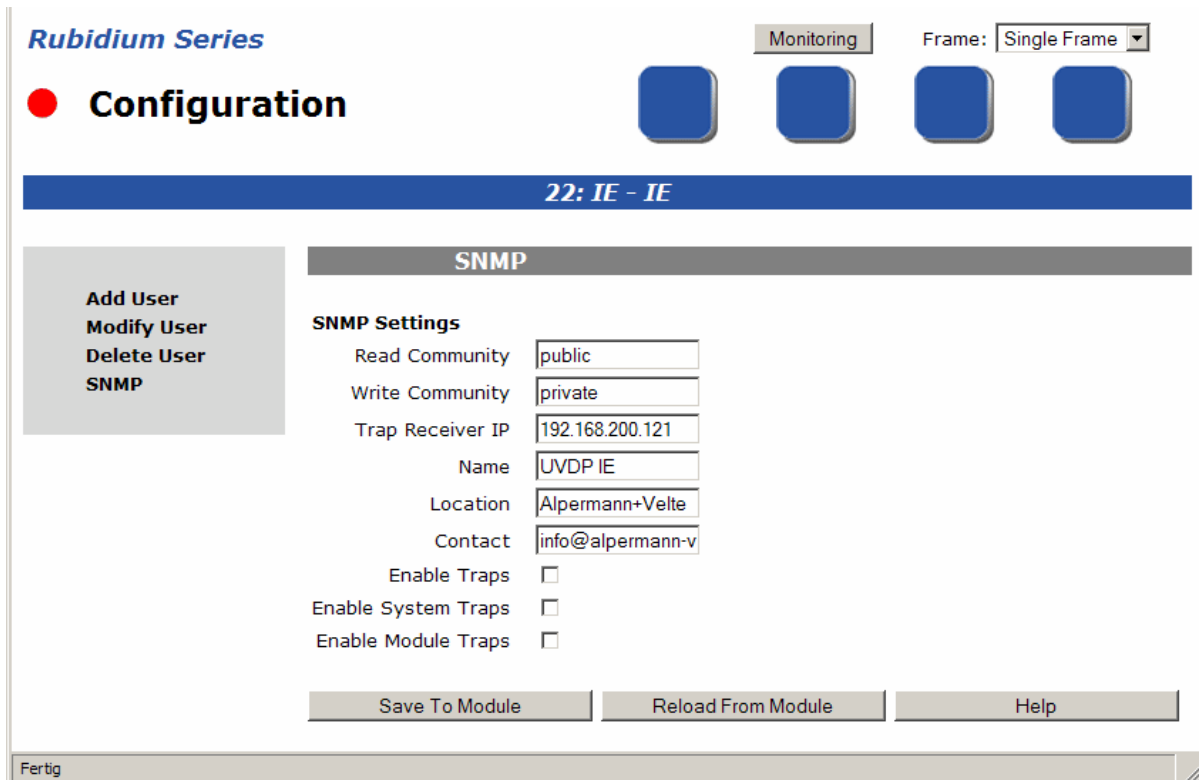 Rubidium Series
Monitoring
Frame: Single Frame
Configuration
22: IE - IE
SNMP
Add User
Modify User
Delete User
SNMP
SNMP Settings
Read Community public
Write Community private
Trap Receiver IP 192.168.200.121
Name UVDP IE
Location Alpermann+Velte
Contact info@alpermann-v
Enable Traps
Enable System Traps
Enable Module Traps
Save To Module
Reload From Module
Help
Fertig